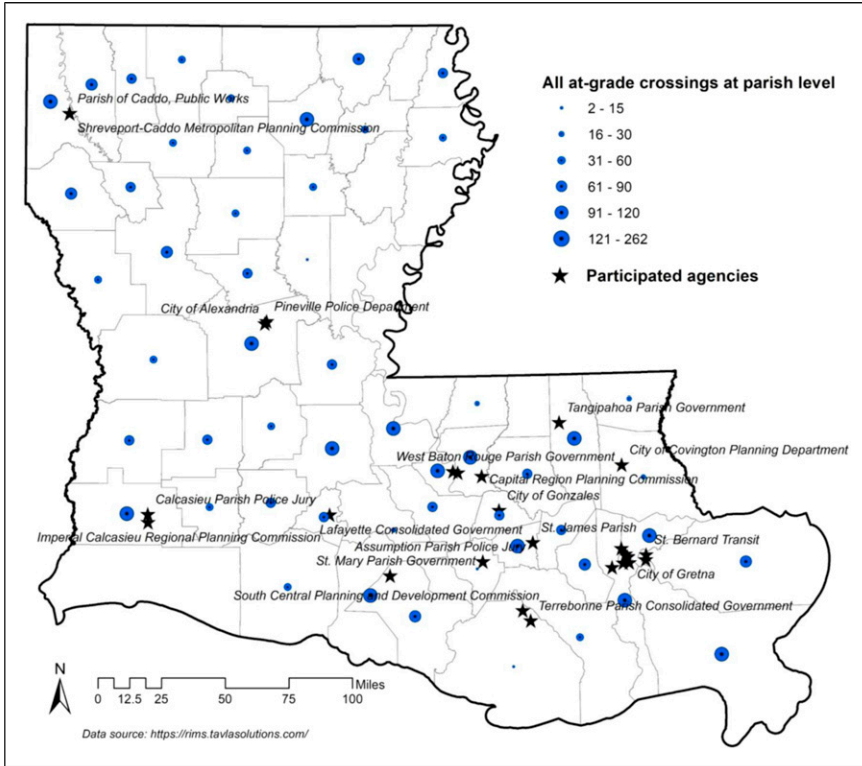 All at-grade crossings at parish level
2 - 15
16 - 30
31 - 60
61 - 90
91 - 120
121 - 262
Participated agencies
Parish of Caddo, Public Works
Shreveport-Caddo Metropolitan Planning Commission
City of Alexandria
Pineville Police Department
Tangipahoa Parish Government
City of Covington Planning Department
West Baton Rouge Parish Government
Capital Region Planning Commission
City of Gonzales
Calcasieu Parish Police Jury
Imperial Calcasieu Regional Planning Commission
Lafayette Consolidated Government
St. James Parish
Assumption Parish Police Jury
St. Bernard Transit
St. Mary Parish Government
City of Gretna
South Central Planning and Development Commission
Terrebonne Parish Consolidated Government
N
Miles
0 12.5 25 50 75 100
Data source: https://rims.tavlasolutions.com/